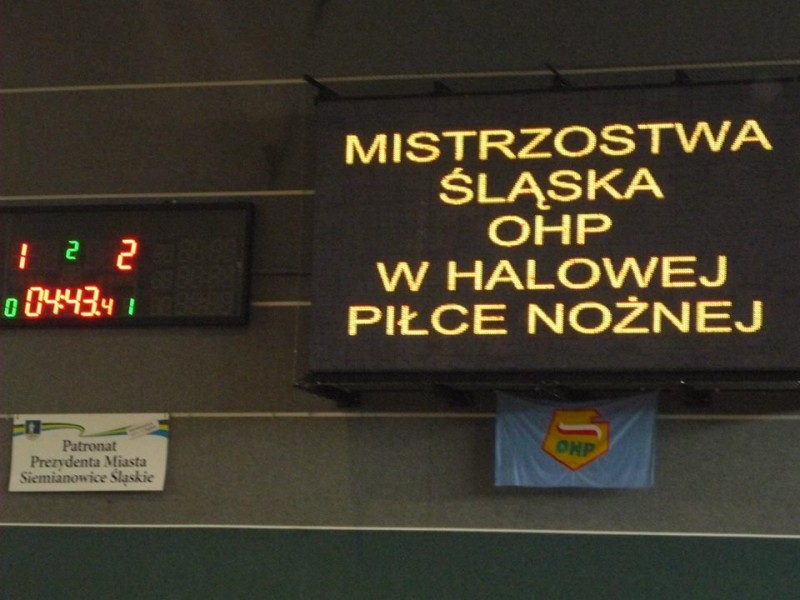 MISTRZOSTWA
ŚLĄSKA
OHP
W HALOWEJ
PIŁCE NOŻNEJ
1 2 2
0 04:43.4 1
Patronat
Prezydenta Miasta
Siemianowice Śląskie
OHP